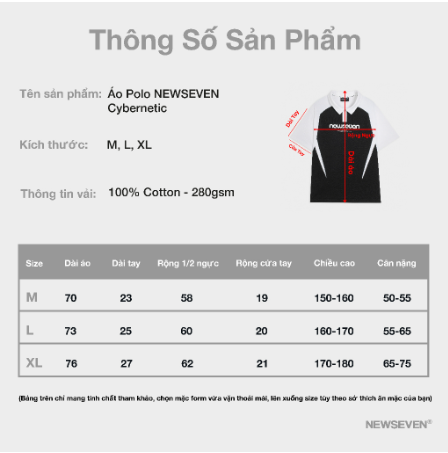 Thông Số Sản Phẩm
Tên sản phẩm: Áo Polo NEWSEVEN
Cybernetic
Kích thước: M, L, XL
Thông tin vải: 100% Cotton - 280gsm
Dài tay
Cửa tay
newseven
Dài áo
Size Dài áo Dài tay Rộng 1/2 ngực Rộng cửa tay Chiều cao Cân nặng
M 70 23 58 19 150-160 50-55
L 73 25 60 20 160-170 55-65
XL 76 27 62 21 170-180 65-75
(Bảng trên chỉ mang tính chất tham khảo, chọn mặc form vừa vặn thoải mái, lên xuống size tùy theo sở thích ăn mặc của bạn)
NEWSEVEN®